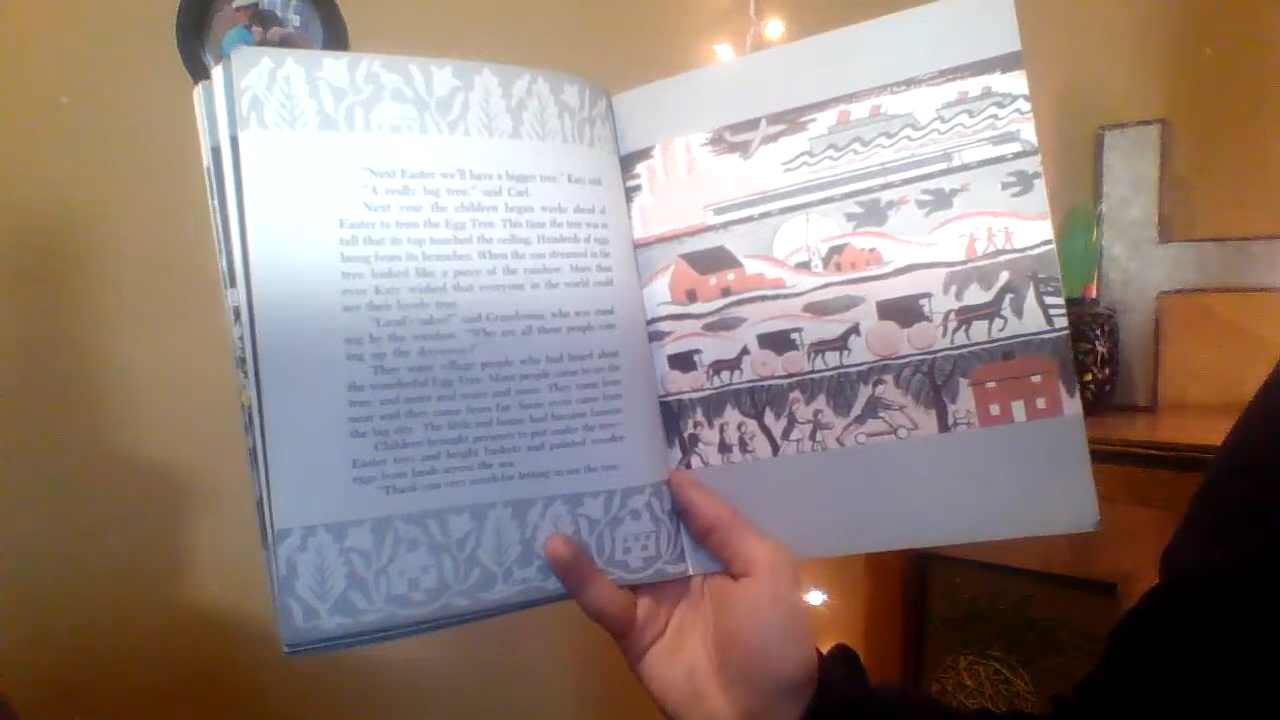 "Next Easter we'll have a bigger tree," Katy said.
"A really big tree," said Carl.
Next year the children began weeks ahead of
Easter to trim the Egg Tree. This time the tree was so
tall that its top touched the ceiling. Hundreds of eggs
hung from its branches. When the sun streamed in the
tree looked like a piece of the rainbow. More than
ever Katy wished that everyone in the world could
see their lovely tree.
"Land's sakes!" said Grandmom, who was stand-
ing by the window. "Who are all those people com-
ing up the driveway?"
They were village people who had heard about
the wonderful Egg Tree. More people came to see the
tree, and more and more and more. They came from
near and they came from far. Some even came from
the big city. The little red house had become famous.
Children brought presents to put under the tree—
Easter toys and bright baskets and painted wooden
eggs from lands across the sea.
"Thank you very much for letting us see the tree,